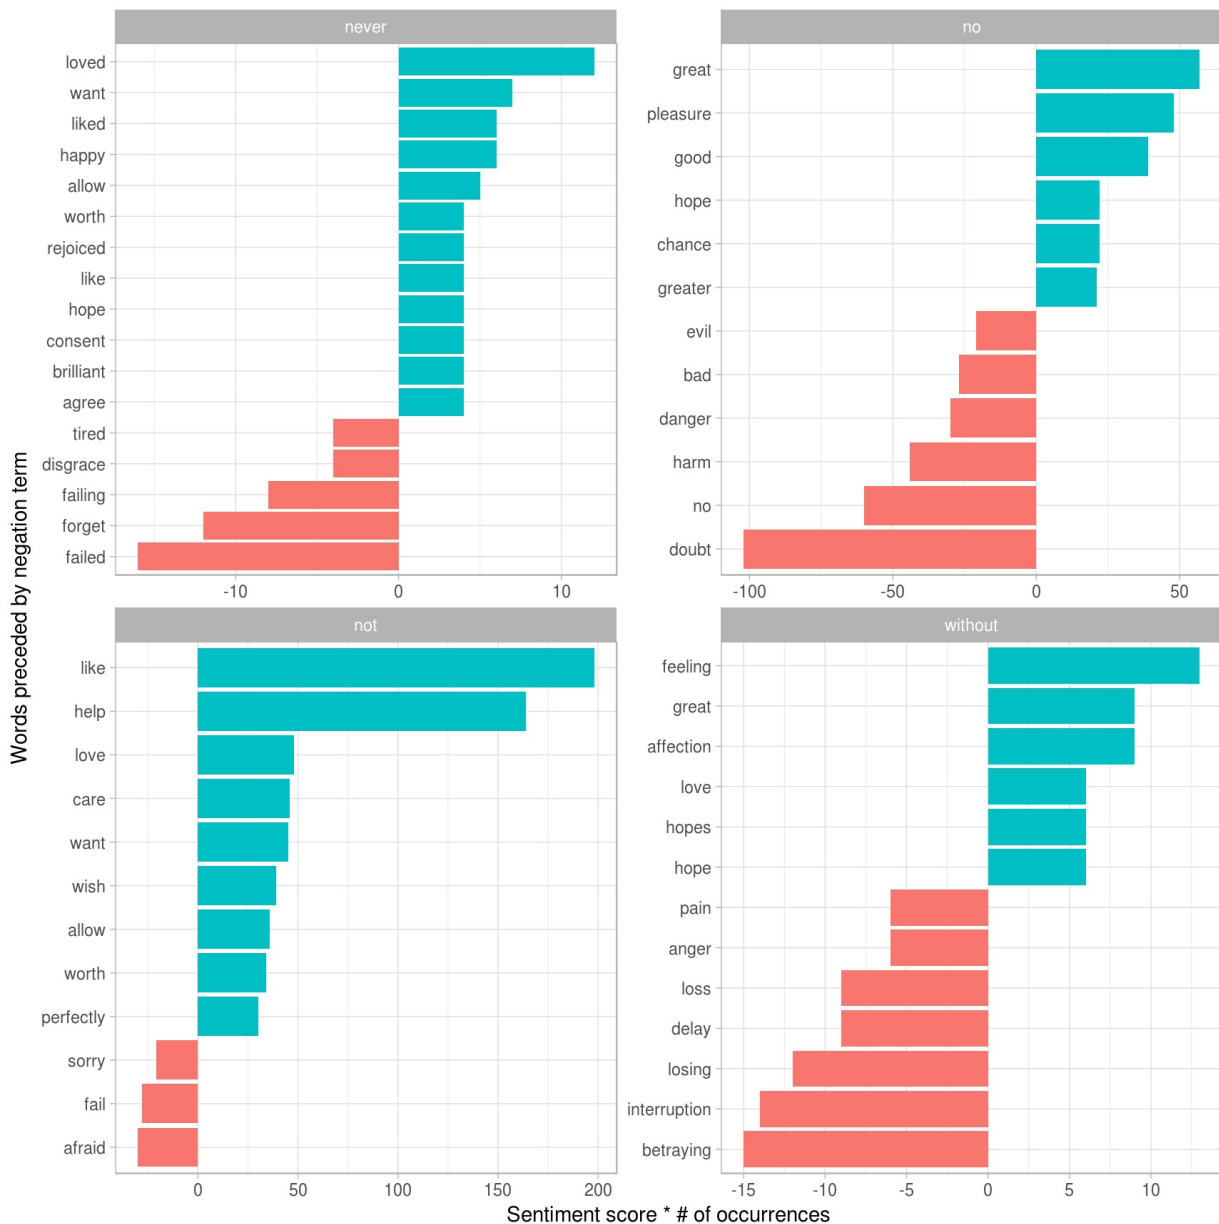 Words preceded by negation term
never
loved
want
liked
happy
allow
worth
rejoiced
like
hope
consent
brilliant
agree
tired
disgrace
failing
forget
failed
-10 0 10
no
great
pleasure
good
hope
chance
greater
evil
bad
danger
harm
no
doubt
-100 -50 0 50
not
like
help
love
care
want
wish
allow
worth
perfectly
sorry
fail
afraid
0 50 100 150 200
without
feeling
great
affection
love
hopes
hope
pain
anger
loss
delay
losing
interruption
betraying
-15 -10 -5 0 5 10
Sentiment score * # of occurrences